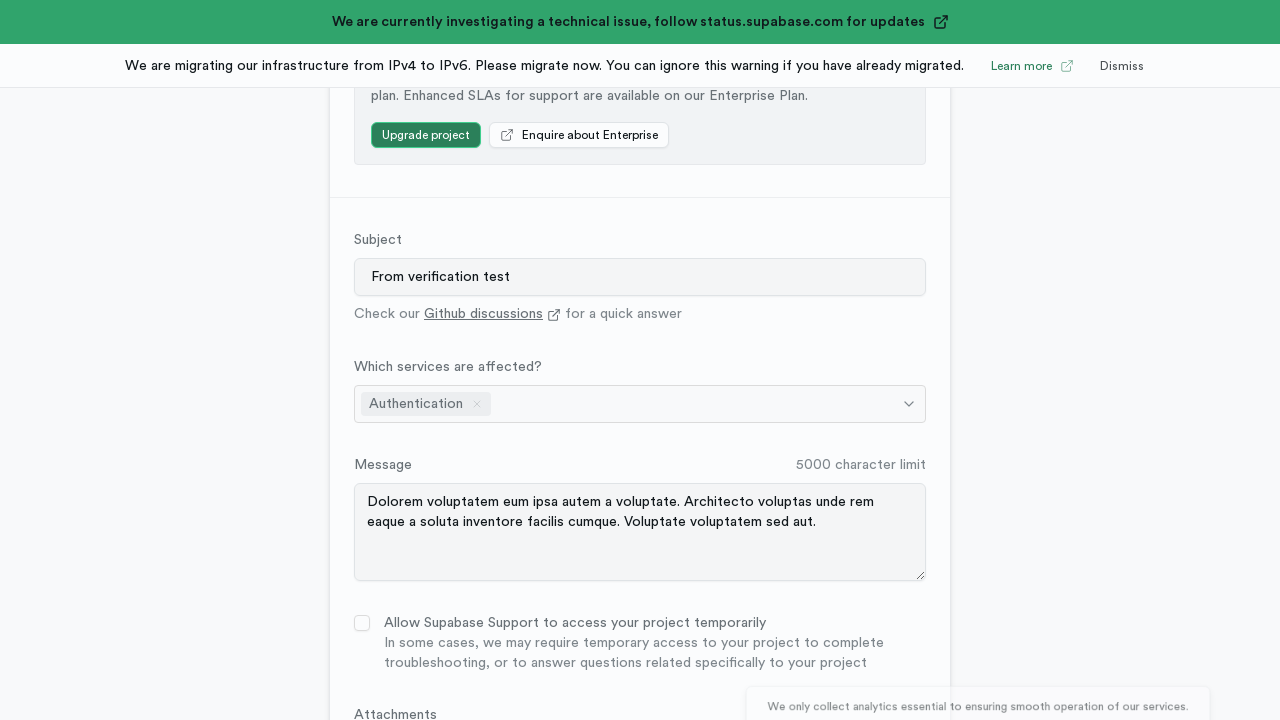 We are currently investigating a technical issue, follow status.supabase.com for updates
We are migrating our infrastructure from IPv4 to IPv6. Please migrate now. You can ignore this warning if you have already migrated. Learn more Dismiss
plan. Enhanced SLAs for support are available on our Enterprise Plan.
Upgrade project Enquire about Enterprise
Subject
From verification test
Check our Github discussions for a quick answer
Which services are affected?
Authentication
Message 5000 character limit
Dolorem voluptatem eum ipsa autem a voluptate. Architecto voluptas unde rem
eaque a soluta inventore facilis cumque. Voluptate voluptatem sed aut.
Allow Supabase Support to access your project temporarily
In some cases, we may require temporary access to your project to complete
troubleshooting, or to answer questions related specifically to your project
Attachments
We only collect analytics essential to ensuring smooth operation of our services.